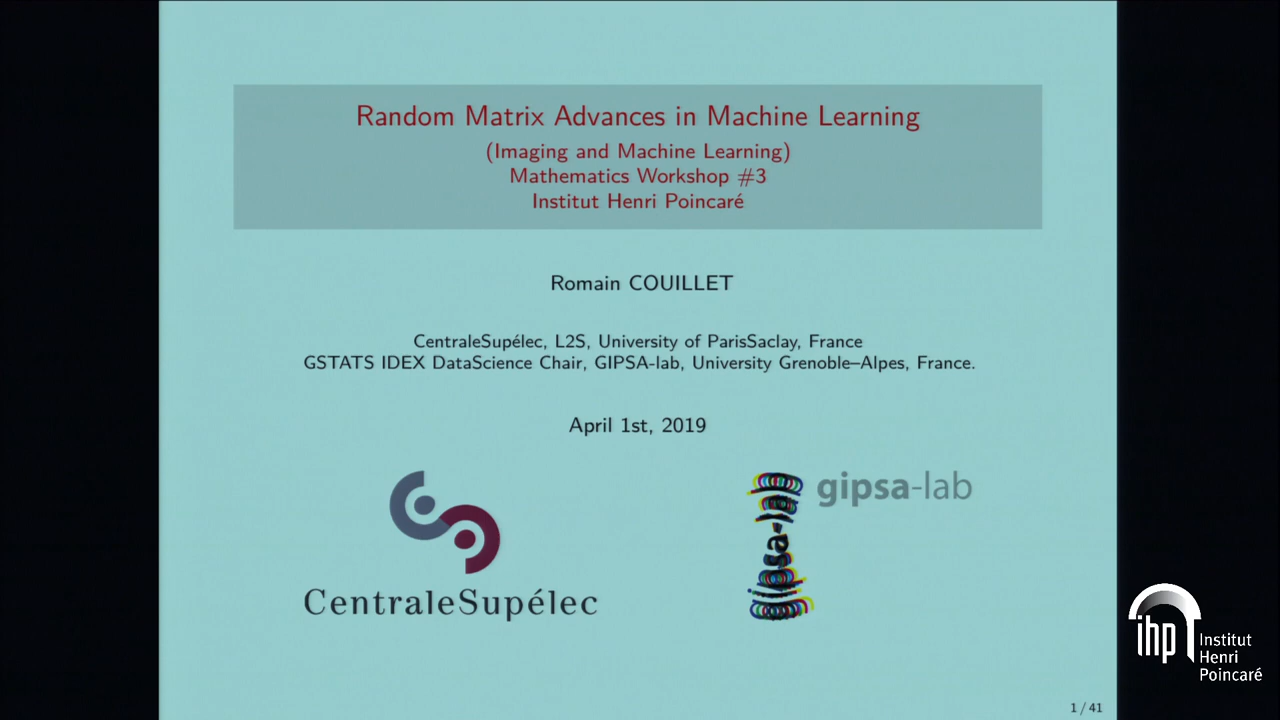 Random Matrix Advances in Machine Learning
(Imaging and Machine Learning)
Mathematics Workshop #3
Institut Henri Poincaré
Romain COUILLET
CentraleSupélec, L2S, University of ParisSaclay, France
GSTATS IDEX DataScience Chair, GIPSA-lab, University Grenoble–Alpes, France.
April 1st, 2019
gipsa-lab
gipsa-lab
CentraleSupélec
ihp
Institut
Henri
Poincaré
1 / 41